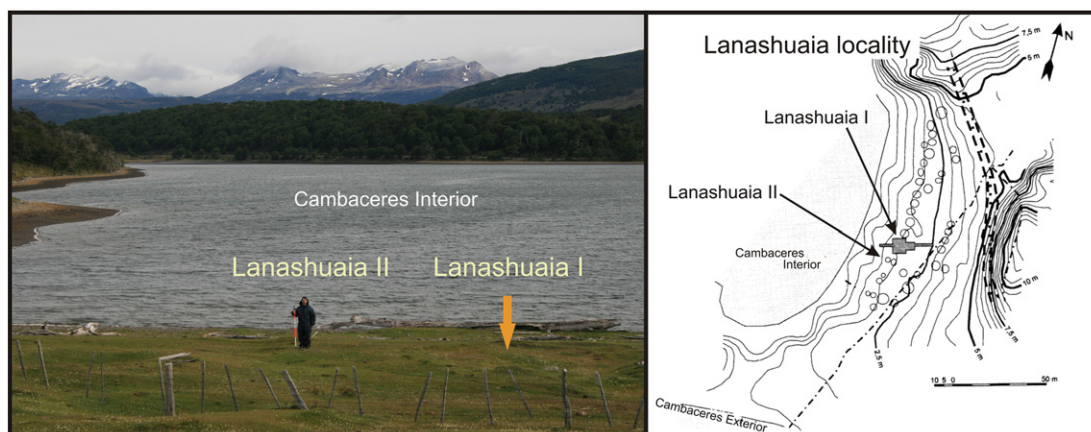 Cambaceres Interior
Lanashuaia II
Lanashuaia I
Lanashuaia locality
N
7,5 m
5 m
Lanashuaia I
Lanashuaia II
Cambaceres
Interior
10 m
7,5 m
5 m
2,5 m
10 5 0
50 m
Cambaceres Exterior